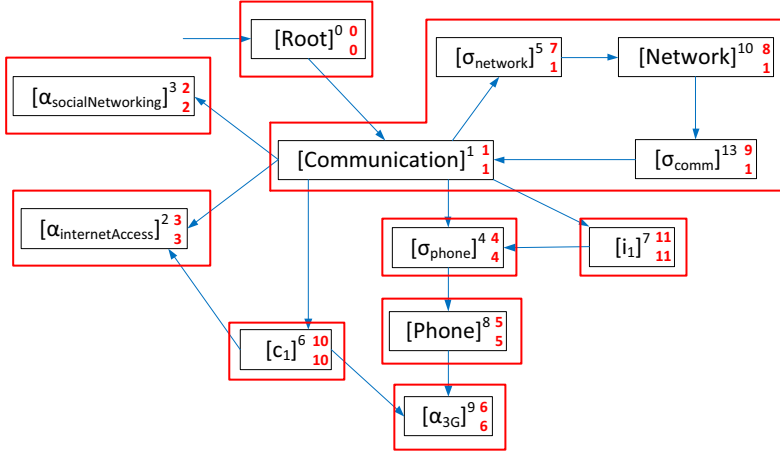 [Root]⁰ 0 0
[σnetwork]⁵ 7 1
[Network]¹⁰ 8 1
[αsocialNetworking]³ 2 2
[Communication]¹ 1 1
[σcomm]¹³ 9 1
[αinternetAccess]² 3 3
[σphone]⁴ 4 4
[i₁]⁷ 11 11
[Phone]⁸ 5 5
[c₁]⁶ 10 10
[α3G]⁹ 6 6